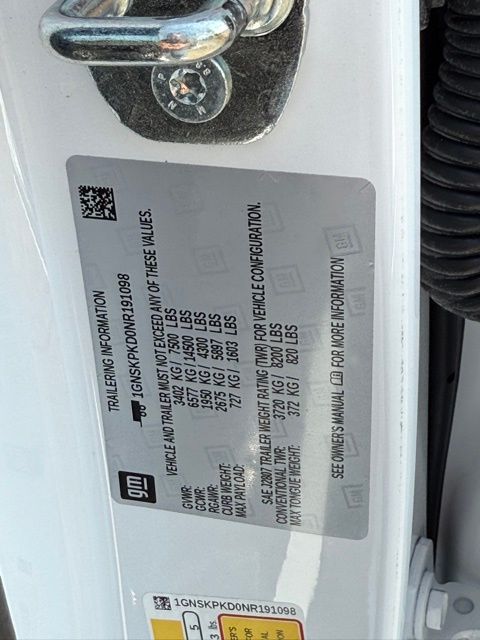 TRAILERING INFORMATION
1GNSKPKD0NR191098
gm
VEHICLE AND TRAILER MUST NOT EXCEED ANY OF THESE VALUES.
GVWR: 3402 KG / 7500 LBS
GCWR: 6577 KG / 14500 LBS
RGAWR: 1950 KG / 4300 LBS
CURB WEIGHT: 2675 KG / 5897 LBS
MAX PAYLOAD: 727 KG / 1603 LBS
SAE J2807 TRAILER WEIGHT RATING (TWR) FOR VEHICLE CONFIGURATION.
CONVENTIONAL TWR: 3720 KG / 8200 LBS
MAX TONGUE WEIGHT: 372 KG / 820 LBS
SEE OWNER'S MANUAL FOR MORE INFORMATION
1GNSKPKD0NR191098
5
3 lbs